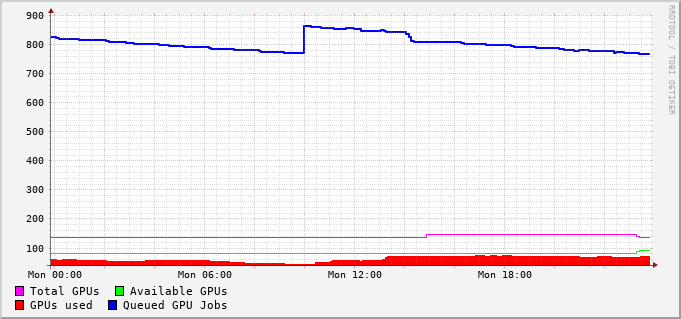 900
800
700
600
500
400
300
200
100
Mon 00:00 Mon 06:00 Mon 12:00 Mon 18:00
Total GPUs Available GPUs
GPUs used Queued GPU Jobs
RRDTOOL / TOBI OETIKER